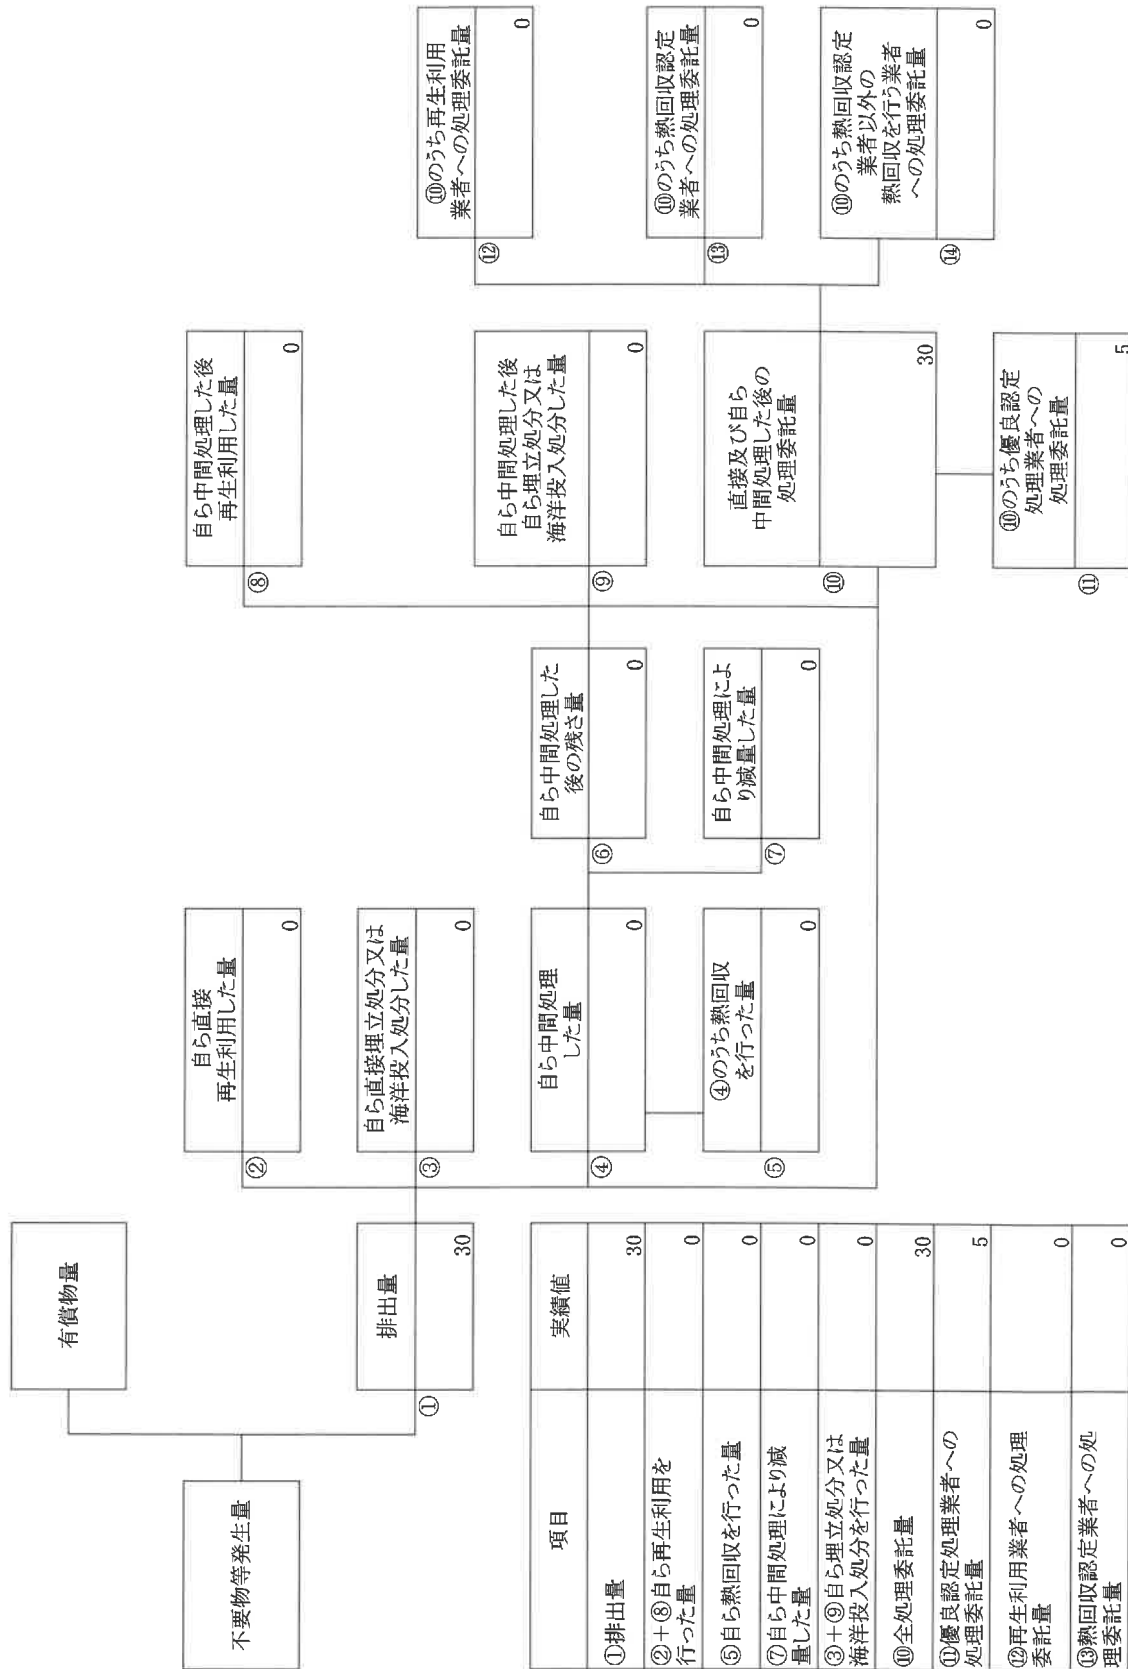 不要物等発生量
有償物量
排出量
①
30
自ら直接
再生利用した量
②
0
自ら直接埋立処分又は
海洋投入処分した量
③
0
自ら中間処理
した量
④
0
④のうち熱回収
を行った量
⑤
0
自ら中間処理した
後の残さ量
⑥
0
自ら中間処理によ
り減量した量
⑦
0
自ら中間処理した後
再生利用した量
⑧
0
自ら中間処理した後
自ら埋立処分又は
海洋投入処分した量
⑨
0
直接及び自ら
中間処理した後の
処理委託量
⑩
30
⑩のうち優良認定
処理業者への
処理委託量
⑪
5
⑩のうち再生利用
業者への処理委託量
⑫
0
⑩のうち熱回収認定
業者への処理委託量
⑬
0
⑩のうち熱回収認定
業者以外の
熱回収を行う業者
への処理委託量
⑭
0
項目 実績値
①排出量 30
②+⑧自ら再生利用を
行った量 0
⑤自ら熱回収を行った量 0
⑦自ら中間処理により減
量した量 0
③+⑨自ら埋立処分又は
海洋投入処分を行った量 0
⑩全処理委託量 30
⑪優良認定処理業者への
処理委託量 5
⑫再生利用業者への処理
委託量 0
⑬熱回収認定業者への処
理委託量 0